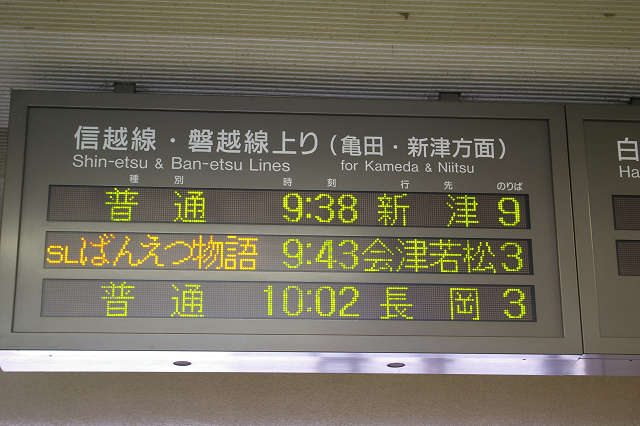 信越線・磐越線上り(亀田・新津方面)
Shin-etsu & Ban-etsu Lines for Kameda & Niitsu
種別 時刻 行先 のりば
普通 9:38 新津 9
SLばんえつ物語 9:43 会津若松 3
普通 10:02 長岡 3
白
Ha